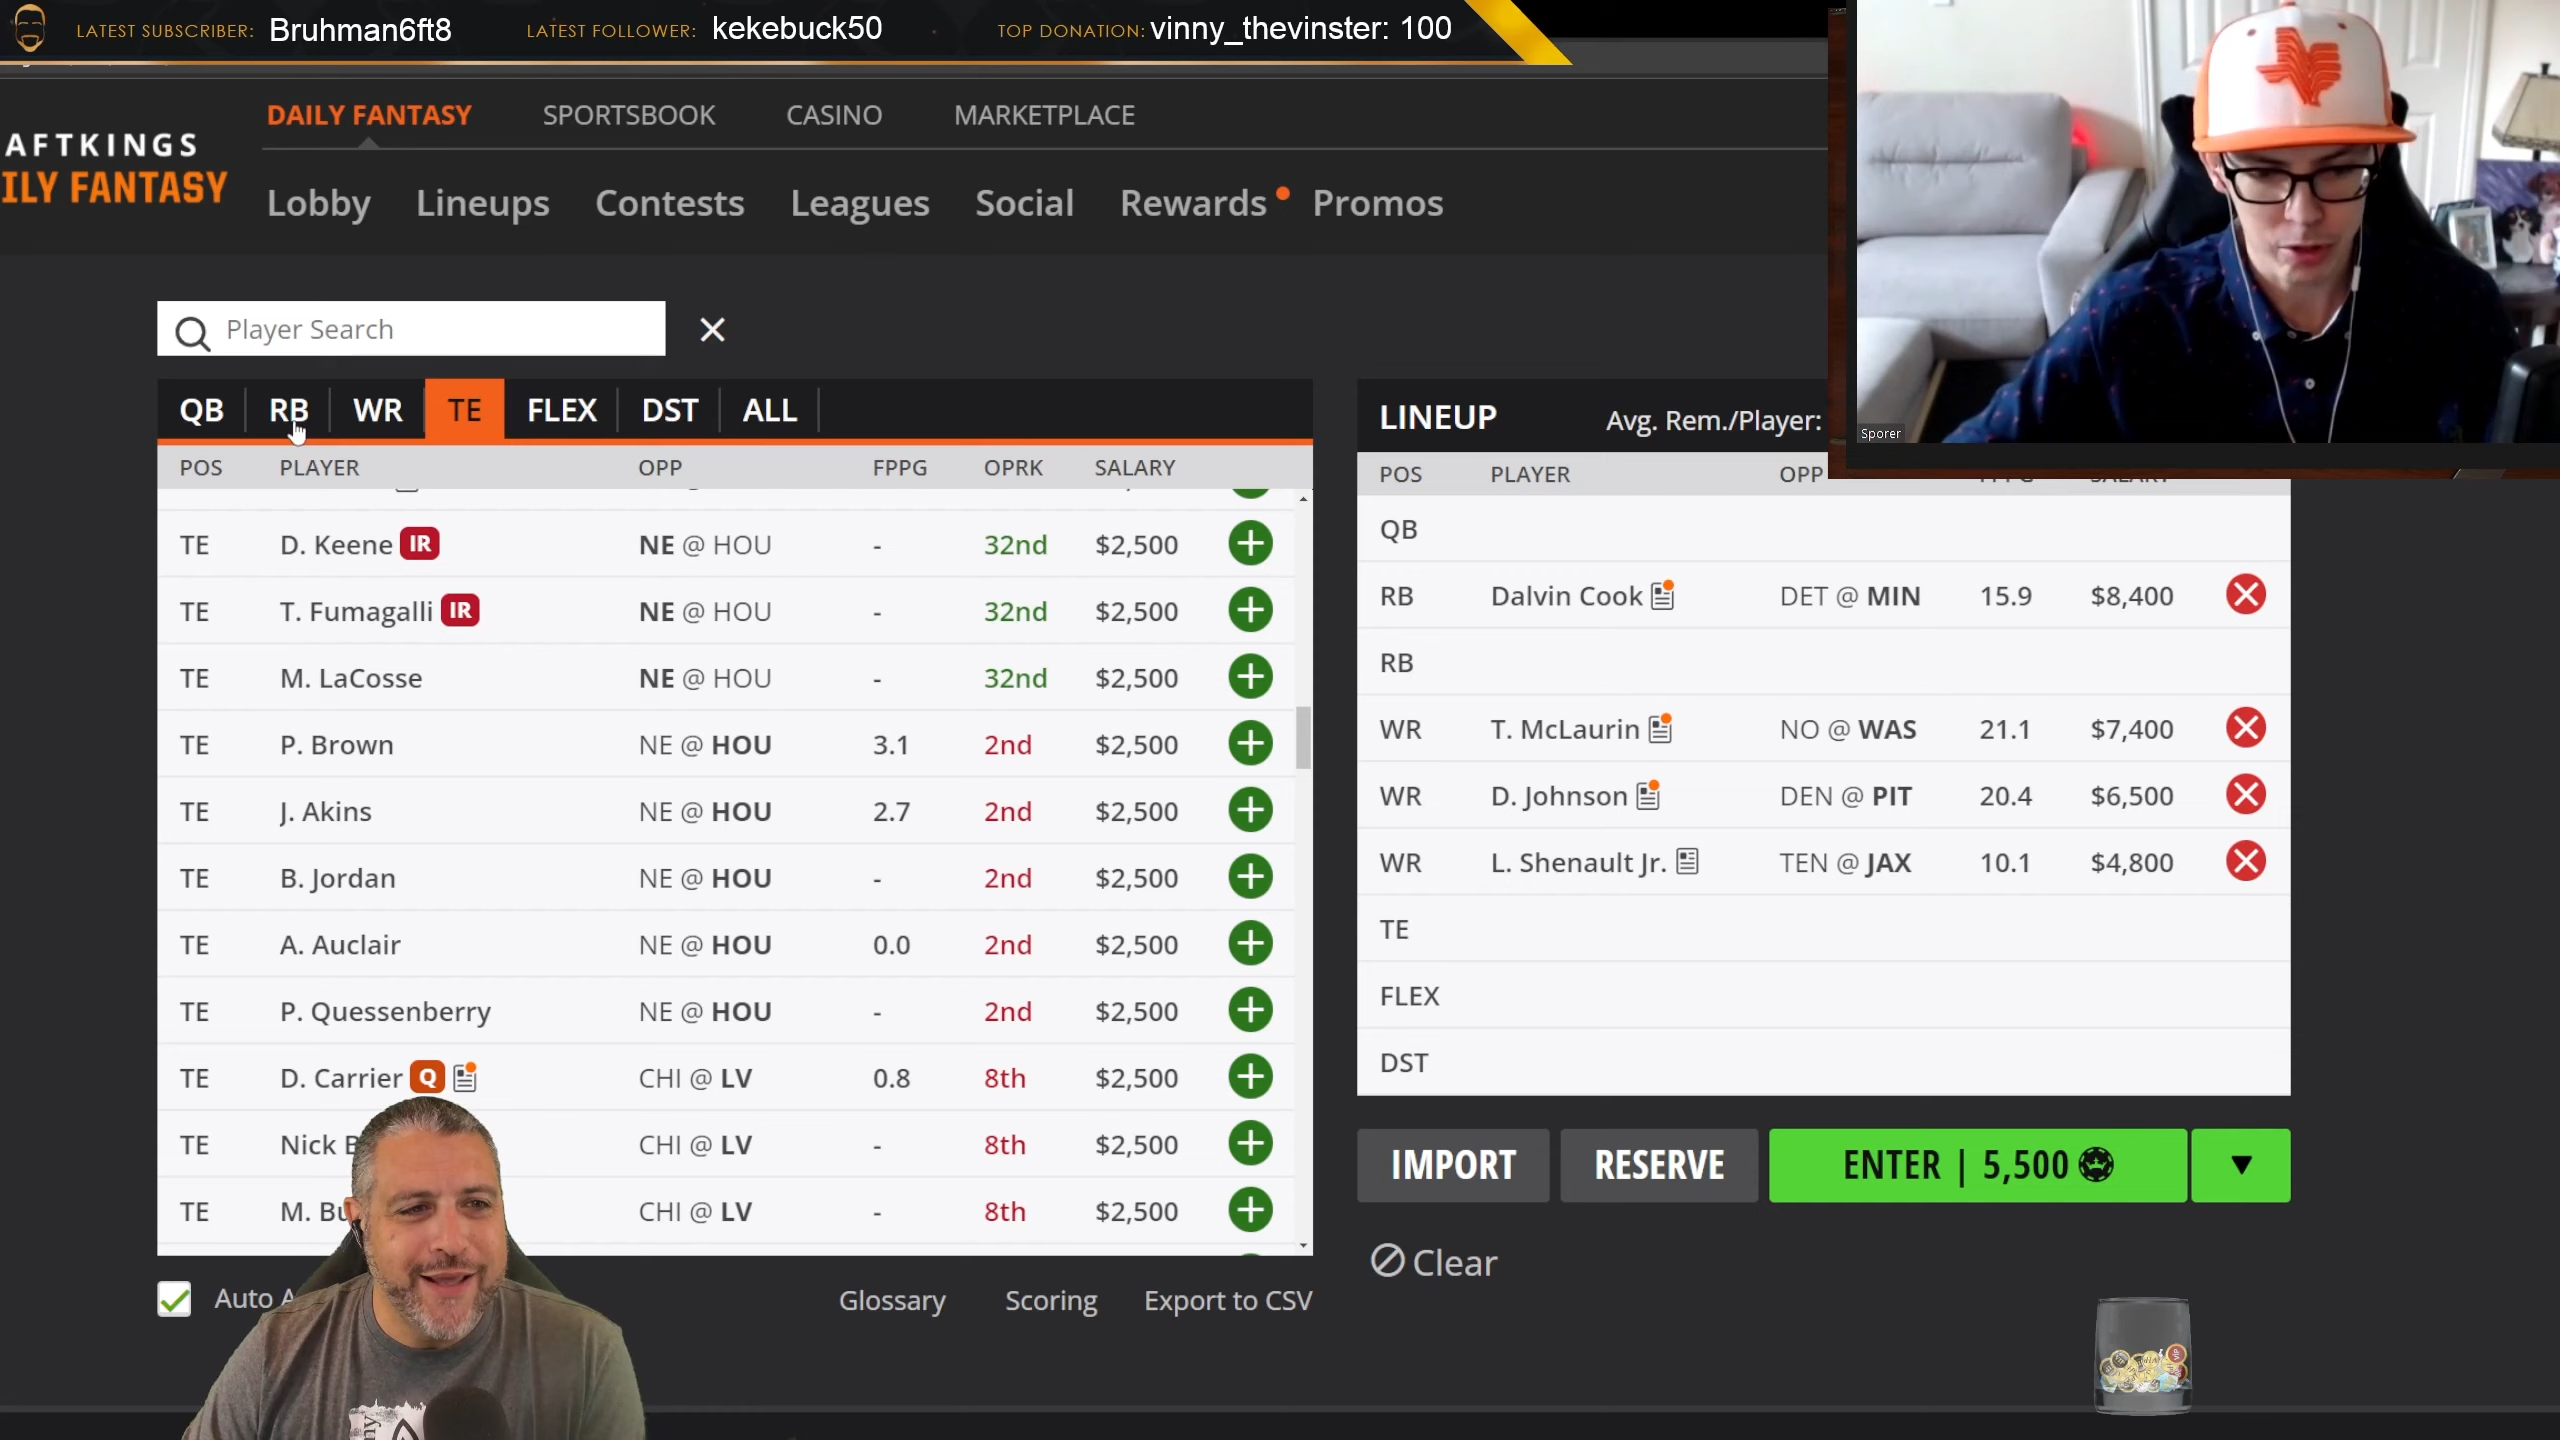 LATEST SUBSCRIBER: Bruhman6ft8 LATEST FOLLOWER: kekebuck50 TOP DONATION: vinny_thevinster: 100
DAILY FANTASY SPORTSBOOK CASINO MARKETPLACE
AFTKINGS
ILY FANTASY
Lobby Lineups Contests Leagues Social Rewards Promos
Player Search
QB RB WR TE FLEX DST ALL
POS PLAYER OPP FPPG OPRK SALARY
TE D. Keene IR NE @ HOU - 32nd $2,500
TE T. Fumagalli IR NE @ HOU - 32nd $2,500
TE M. LaCosse NE @ HOU - 32nd $2,500
TE P. Brown NE @ HOU 3.1 2nd $2,500
TE J. Akins NE @ HOU 2.7 2nd $2,500
TE B. Jordan NE @ HOU - 2nd $2,500
TE A. Auclair NE @ HOU 0.0 2nd $2,500
TE P. Quessenberry NE @ HOU - 2nd $2,500
TE D. Carrier Q CHI @ LV 0.8 8th $2,500
TE Nick CHI @ LV - 8th $2,500
TE M. CHI @ LV - 8th $2,500
Auto
Glossary Scoring Export to CSV
Sporer
LINEUP Avg. Rem./Player:
POS PLAYER OPP
QB
RB Dalvin Cook DET @ MIN 15.9 $8,400
RB
WR T. McLaurin NO @ WAS 21.1 $7,400
WR D. Johnson DEN @ PIT 20.4 $6,500
WR L. Shenault Jr. TEN @ JAX 10.1 $4,800
TE
FLEX
DST
IMPORT RESERVE ENTER | 5,500
Clear